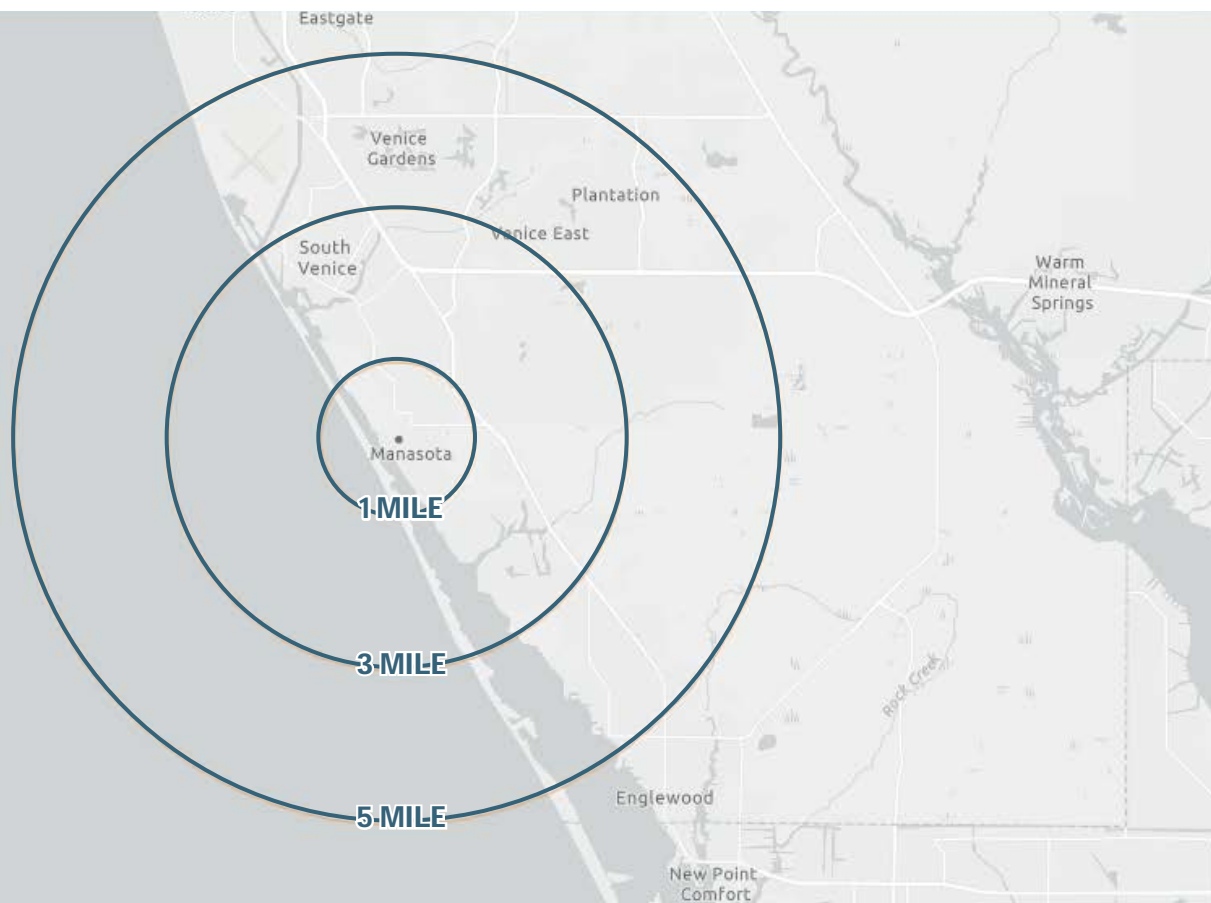 Eastgate
Venice
Gardens
Plantation
Venice East
South
Venice
Warm
Mineral
Springs
Manasota
1 MILE
3 MILE
Rock Creek
5 MILE
Englewood
New Point
Comfort